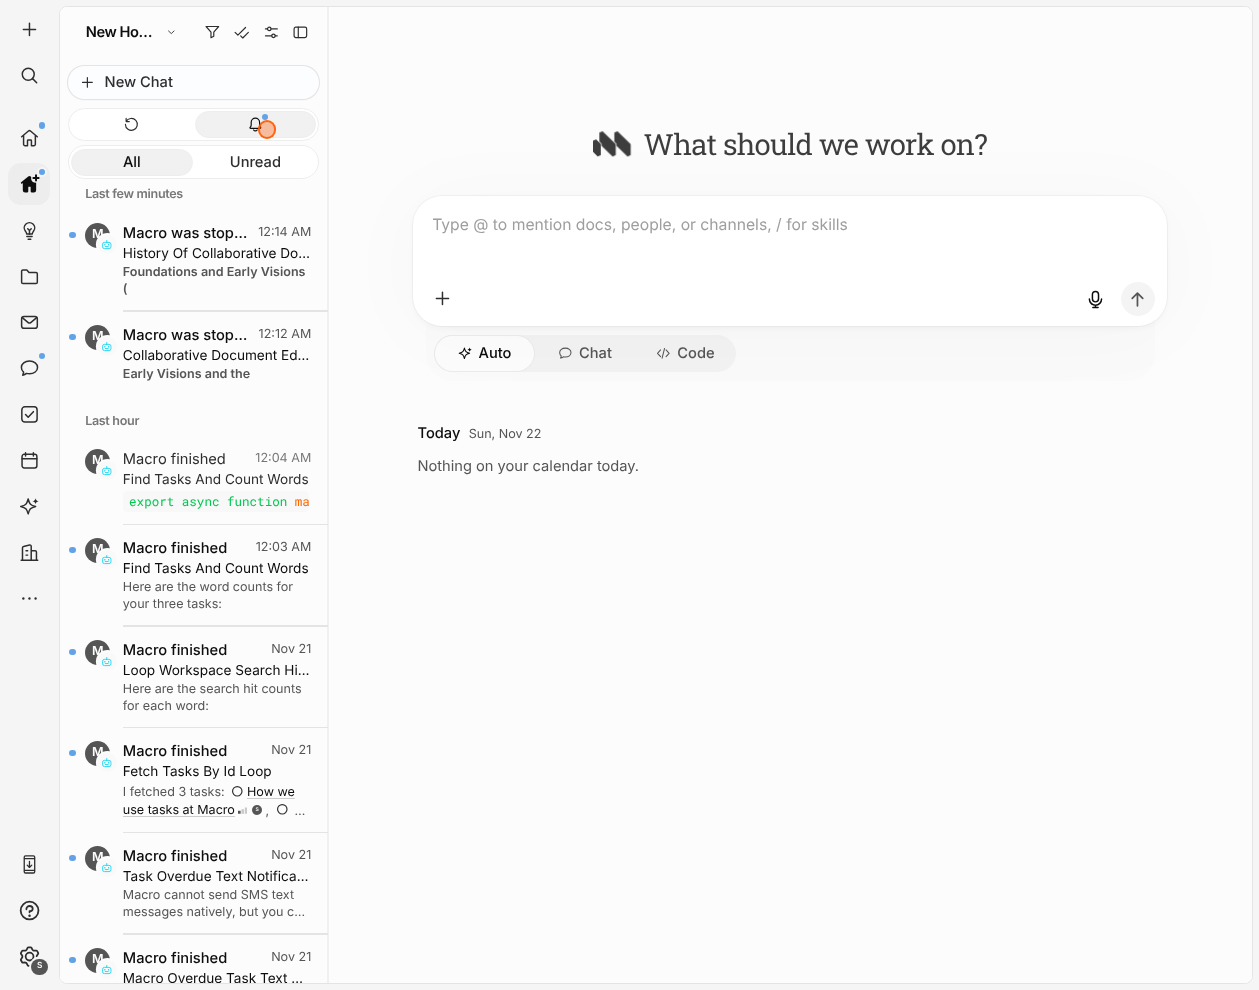 New Ho...
New Chat
All
Unread
Last few minutes
M
Macro was stop... 12:14 AM
History Of Collaborative Do...
Foundations and Early Visions
(
M
Macro was stop... 12:12 AM
Collaborative Document Ed...
Early Visions and the
Last hour
M
Macro finished 12:04 AM
Find Tasks And Count Words
export async function ma
M
Macro finished 12:03 AM
Find Tasks And Count Words
Here are the word counts for
your three tasks:
M
Macro finished Nov 21
Loop Workspace Search Hi...
Here are the search hit counts
for each word:
M
Macro finished Nov 21
Fetch Tasks By Id Loop
I fetched 3 tasks: How we
use tasks at Macro , ...
M
Macro finished Nov 21
Task Overdue Text Notifica...
Macro cannot send SMS text
messages natively, but you c...
M
Macro finished Nov 21
Macro Overdue Task Text ...
S
What should we work on?
Type @ to mention docs, people, or channels, / for skills
Auto
Chat
Code
Today Sun, Nov 22
Nothing on your calendar today.